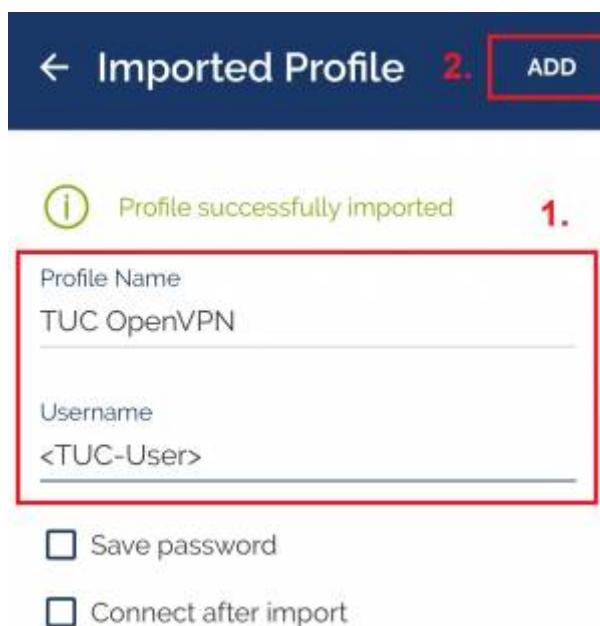 ← Imported Profile 2. ADD
Profile successfully imported 1.
Profile Name
TUC OpenVPN
Username
<TUC-User>
Save password
Connect after import